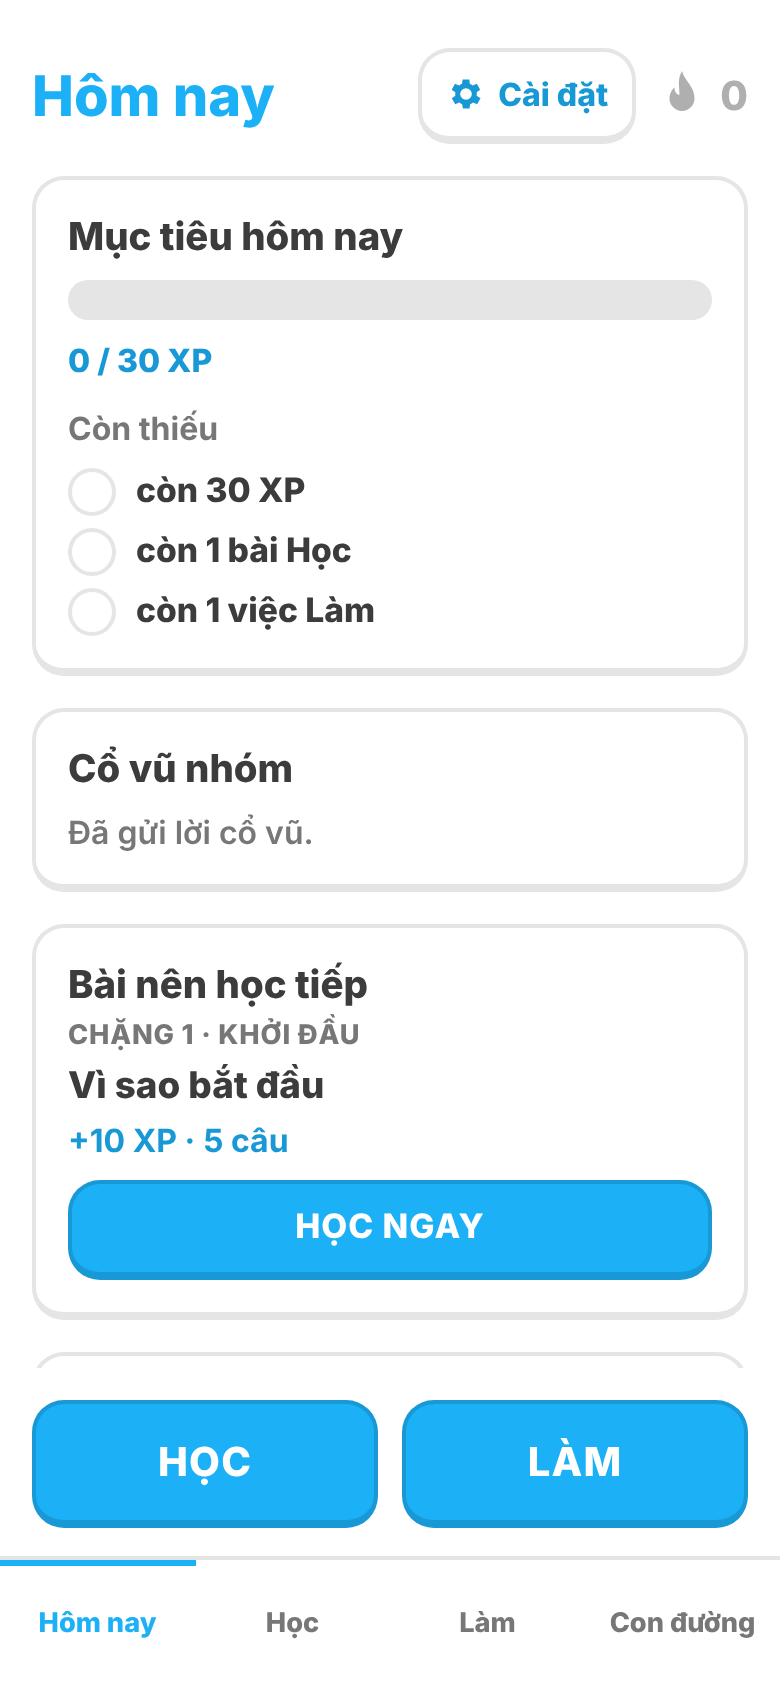 Hôm nay
Cài đặt
0
Mục tiêu hôm nay
0 / 30 XP
Còn thiếu
còn 30 XP
còn 1 bài Học
còn 1 việc Làm
Cổ vũ nhóm
Đã gửi lời cổ vũ.
Bài nên học tiếp
CHẶNG 1 · KHỞI ĐẦU
Vì sao bắt đầu
+10 XP · 5 câu
HỌC NGAY
HỌC
LÀM
Hôm nay
Học
Làm
Con đường